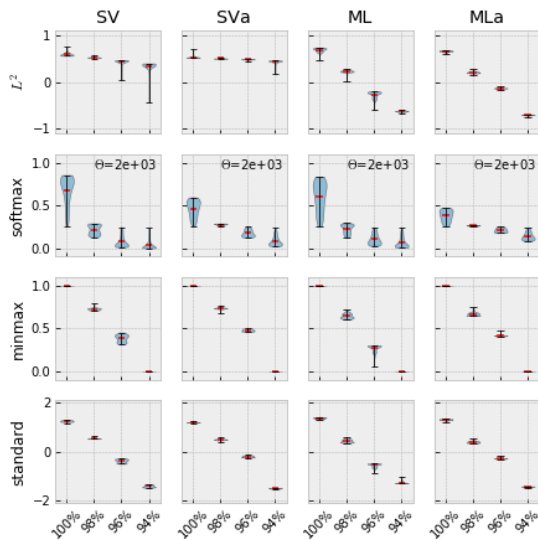 SV SVa ML MLa
L²
1
0
−1
softmax
1.0
0.5
0.0
Θ=2e+03 Θ=2e+03 Θ=2e+03 Θ=2e+03
minmax
1.0
0.5
0.0
standard
2
0
−2
100% 98% 96% 94% 100% 98% 96% 94% 100% 98% 96% 94% 100% 98% 96% 94%